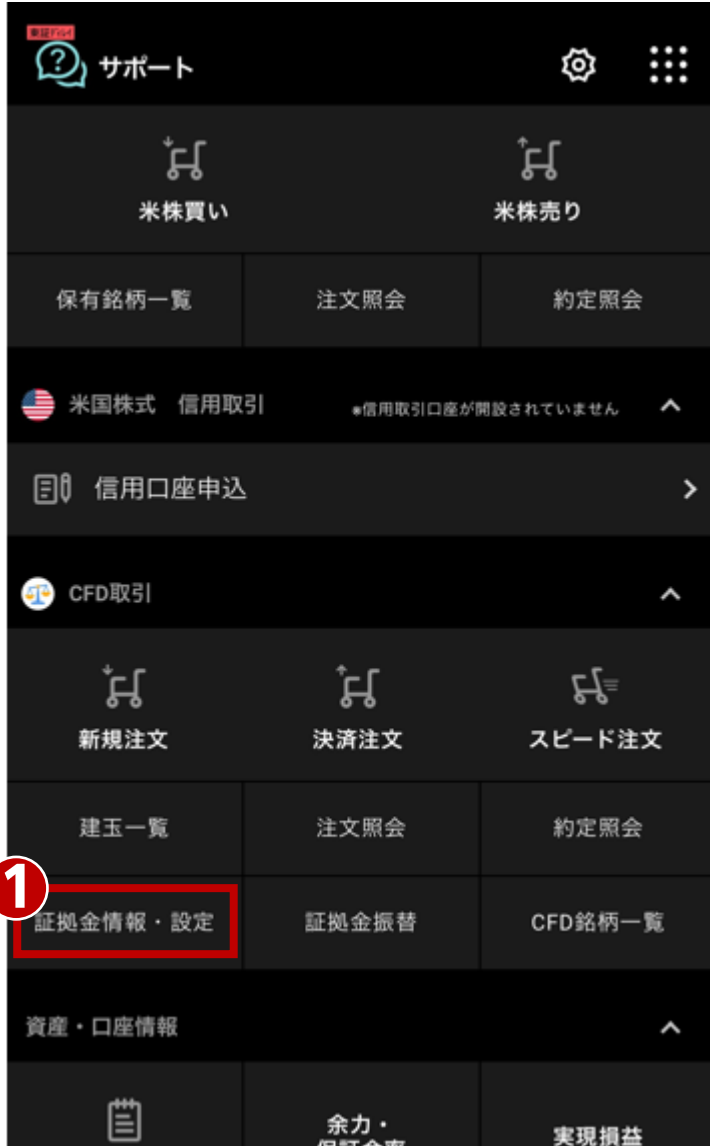 サポート
米株買い
米株売り
保有銘柄一覧
注文照会
約定照会
米国株式 信用取引
※信用取引口座が開設されていません
信用口座申込
CFD取引
新規注文
決済注文
スピード注文
建玉一覧
注文照会
約定照会
1
証拠金情報・設定
証拠金振替
CFD銘柄一覧
資産・口座情報
余力・
保証金率
実現損益